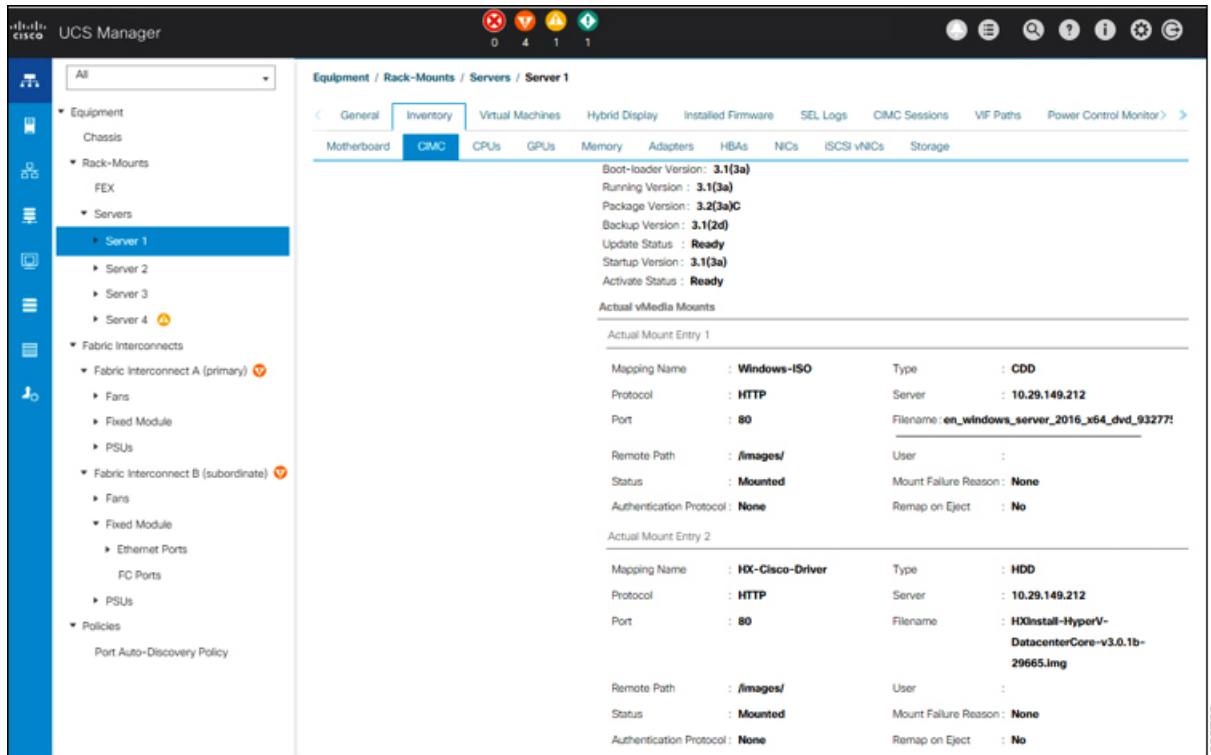 cisco UCS Manager
0 4 1 1
All
Equipment
Chassis
Rack-Mounts
FEX
Servers
Server 1
Server 2
Server 3
Server 4
Fabric Interconnects
Fabric Interconnect A (primary)
Fans
Fixed Module
PSUs
Fabric Interconnect B (subordinate)
Fans
Fixed Module
Ethernet Ports
FC Ports
PSUs
Policies
Port Auto-Discovery Policy
Equipment / Rack-Mounts / Servers / Server 1
General Inventory Virtual Machines Hybrid Display Installed Firmware SEL Logs CIMC Sessions VIF Paths Power Control Monitor
Motherboard CIMC CPUs GPUs Memory Adapters HBAs NICs iSCSI vNICs Storage
Boot-loader Version: 3.1(3a)
Running Version : 3.1(3a)
Package Version: 3.2(3a)C
Backup Version : 3.1(2d)
Update Status : Ready
Startup Version : 3.1(3a)
Activate Status : Ready
Actual vMedia Mounts
Actual Mount Entry 1
Mapping Name : Windows-ISO Type : CDD
Protocol : HTTP Server : 10.29.149.212
Port : 80 Filename : en_windows_server_2016_x64_dvd_932775
Remote Path : /images/ User :
Status : Mounted Mount Failure Reason : None
Authentication Protocol : None Remap on Eject : No
Actual Mount Entry 2
Mapping Name : HX-Cisco-Driver Type : HDD
Protocol : HTTP Server : 10.29.149.212
Port : 80 Filename : HXInstall-HyperV-
DatacenterCore-v3.0.1b-
29665.img
Remote Path : /images/ User :
Status : Mounted Mount Failure Reason : None
Authentication Protocol : None Remap on Eject : No